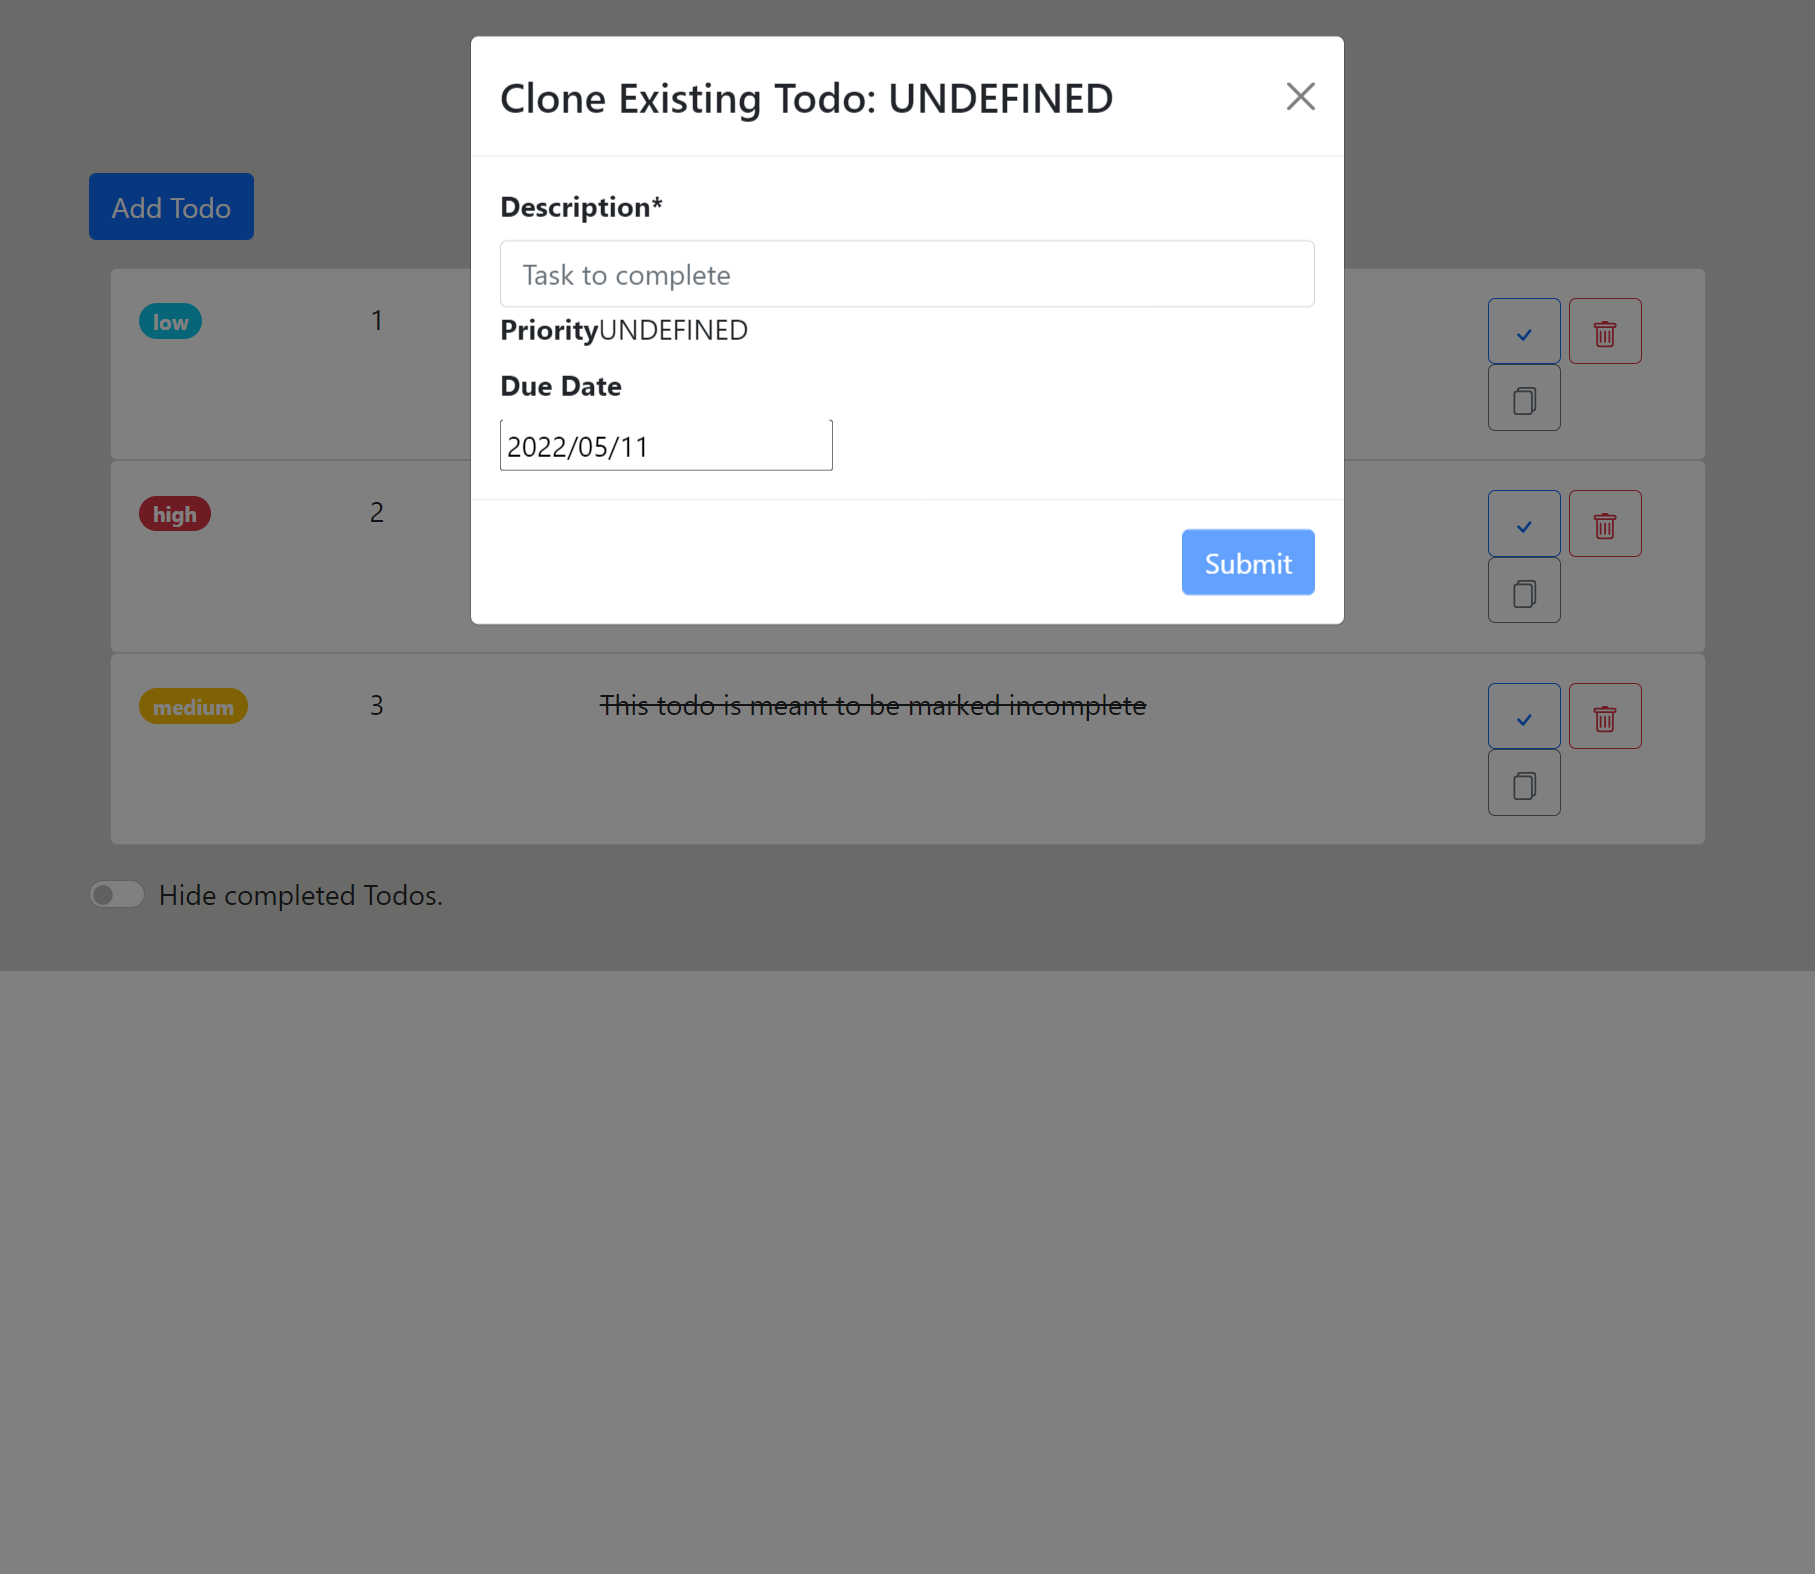 Clone Existing Todo: UNDEFINED
Description*
Task to complete
PriorityUNDEFINED
Due Date
2022/05/11
Submit
Add Todo
low 1
high 2
medium 3 This todo is meant to be marked incomplete
Hide completed Todos.